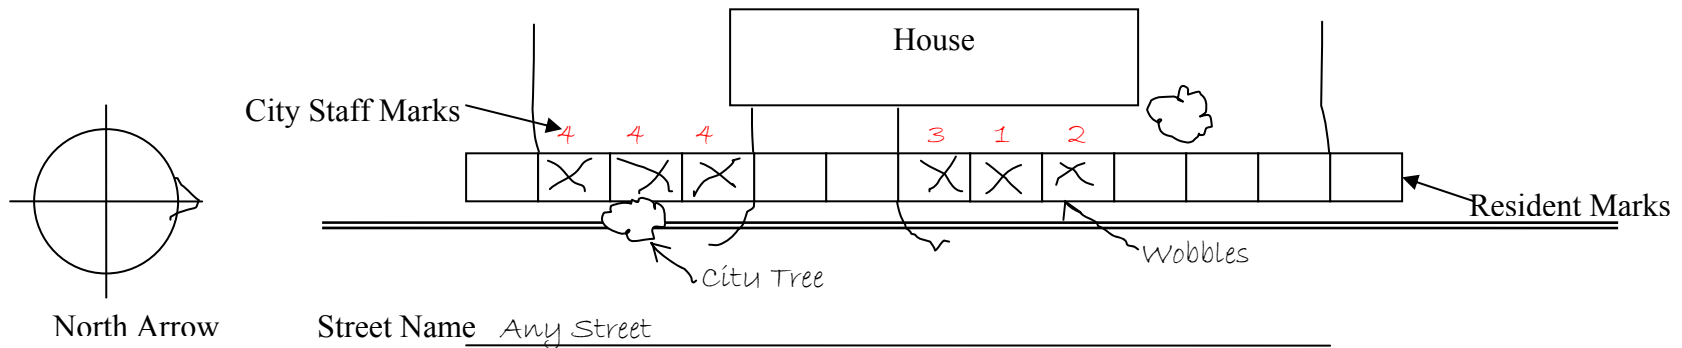 House
City Staff Marks
4 4 4 3 1 2
Resident Marks
Wobbles
City Tree
North Arrow
Street Name Any Street